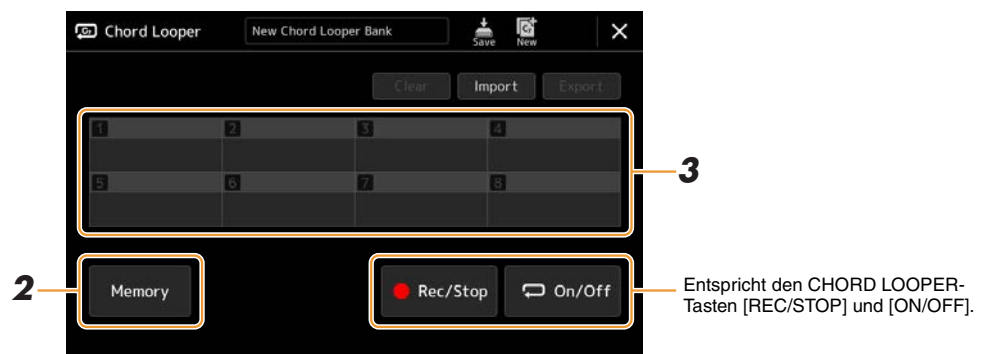 Chord Looper
New Chord Looper Bank
Save
New
Clear
Import
Export
1
2
3
4
5
6
7
8
3
2
Memory
Rec/Stop
On/Off
Entspricht den CHORD LOOPER-
Tasten [REC/STOP] und [ON/OFF].